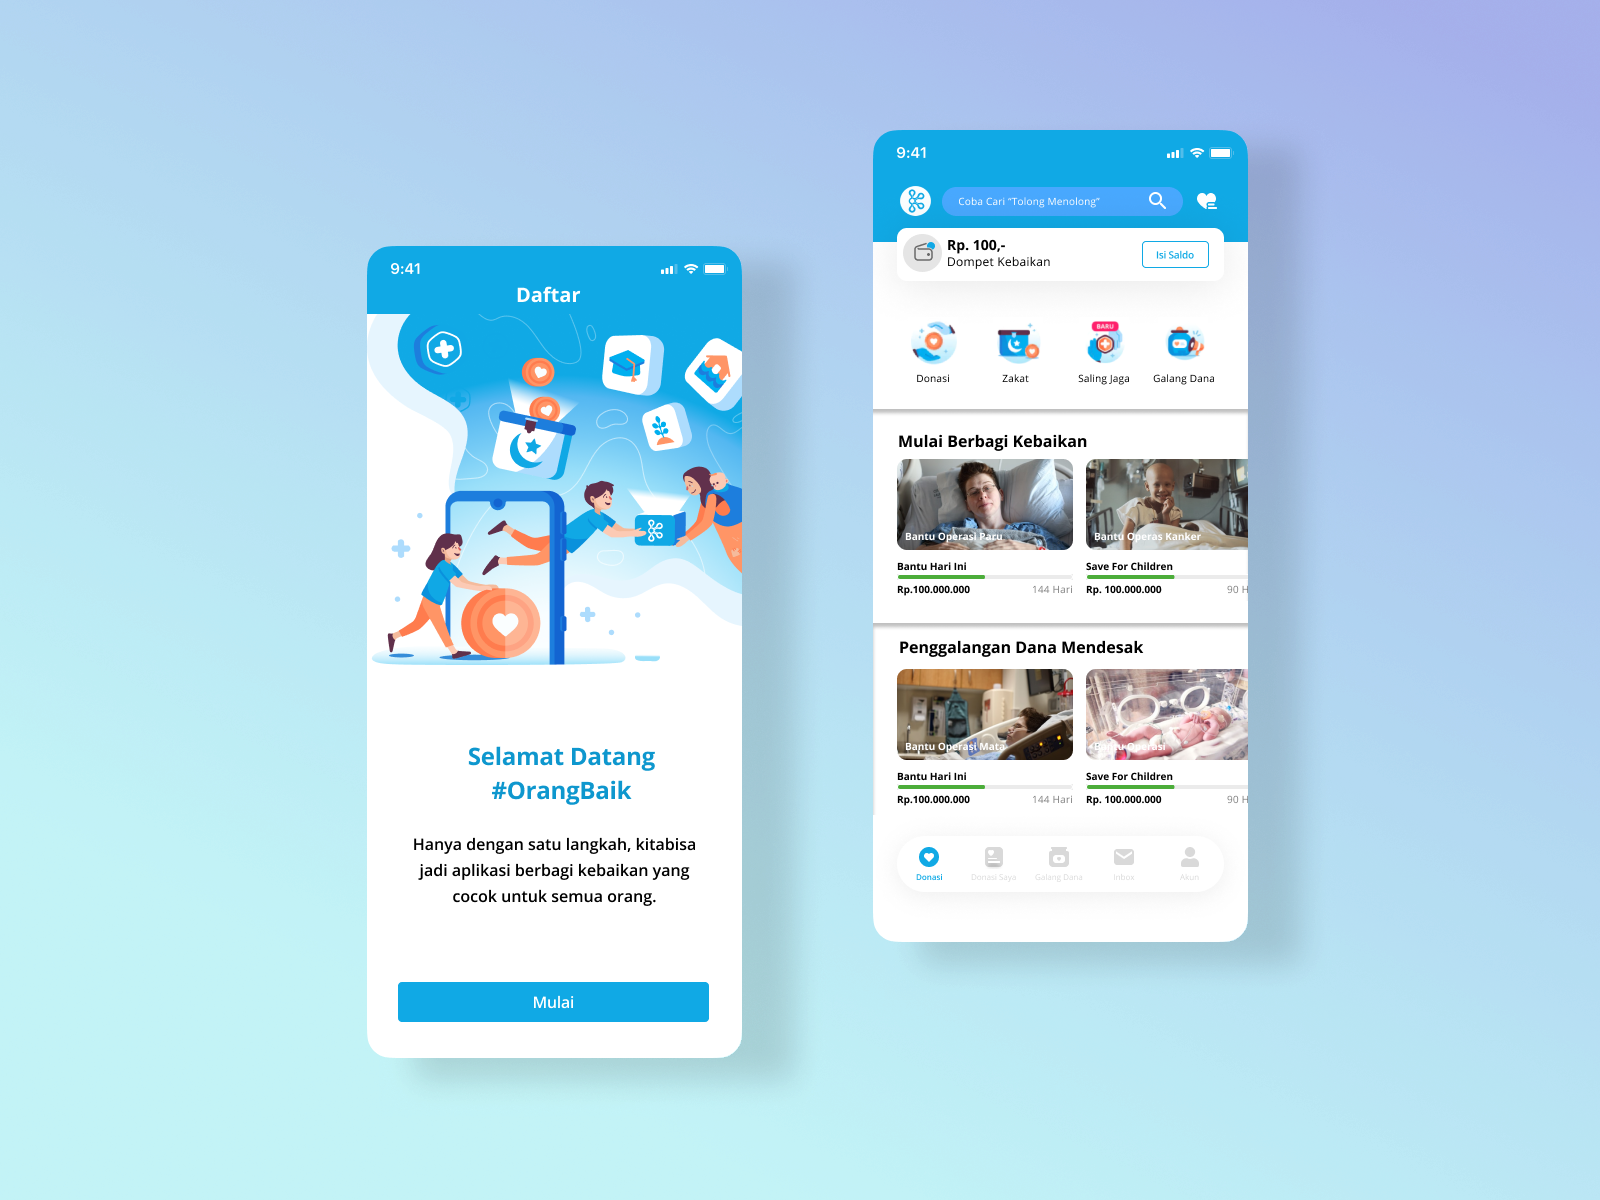 9:41
Daftar
Selamat Datang
#OrangBaik
Hanya dengan satu langkah, kitabisa
jadi aplikasi berbagi kebaikan yang
cocok untuk semua orang.
Mulai
9:41
Coba Cari "Tolong Menolong"
Rp. 100,-
Dompet Kebaikan
Isi Saldo
BARU
Donasi
Zakat
Saling Jaga
Galang Dana
Mulai Berbagi Kebaikan
Bantu Operasi Paru
Bantu Operas Kanker
Bantu Hari Ini
Save For Children
Rp.100.000.000
144 Hari
Rp. 100.000.000
90 H
Penggalangan Dana Mendesak
Bantu Operasi Mata
Bantu Operasi
Bantu Hari Ini
Save For Children
Rp.100.000.000
144 Hari
Rp. 100.000.000
90 H
Donasi
Donasi Saya
Galang Dana
Inbox
Akun